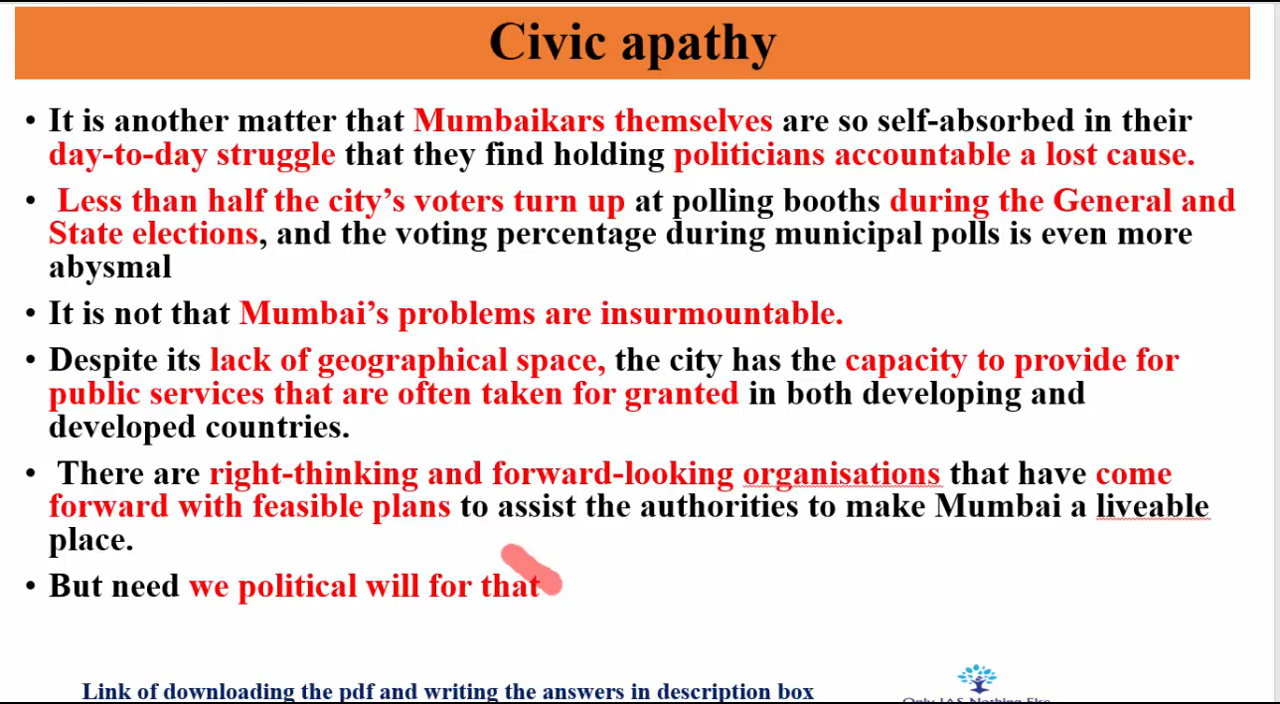 Civic apathy
• It is another matter that Mumbaikars themselves are so self-absorbed in their
day-to-day struggle that they find holding politicians accountable a lost cause.
• Less than half the city’s voters turn up at polling booths during the General and
State elections, and the voting percentage during municipal polls is even more
abysmal
• It is not that Mumbai’s problems are insurmountable.
• Despite its lack of geographical space, the city has the capacity to provide for
public services that are often taken for granted in both developing and
developed countries.
• There are right-thinking and forward-looking organisations that have come
forward with feasible plans to assist the authorities to make Mumbai a liveable
place.
• But need we political will for that
Link of downloading the pdf and writing the answers in description box
Only IAS Nothing Else